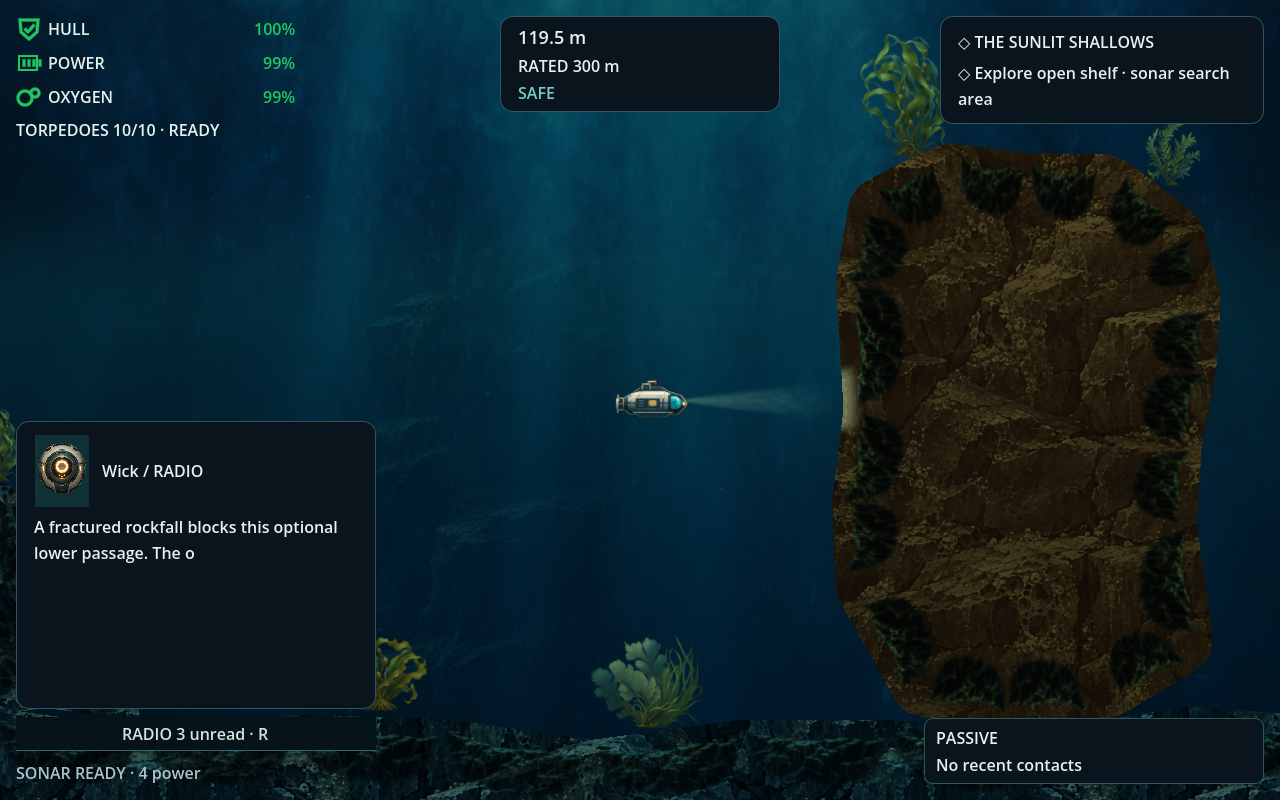 HULL 100%
POWER 99%
OXYGEN 99%
TORPEDOES 10/10 · READY
119.5 m
RATED 300 m
SAFE
◇ THE SUNLIT SHALLOWS
◇ Explore open shelf · sonar search
area
Wick / RADIO
A fractured rockfall blocks this optional
lower passage. The o
RADIO 3 unread · R
SONAR READY · 4 power
PASSIVE
No recent contacts